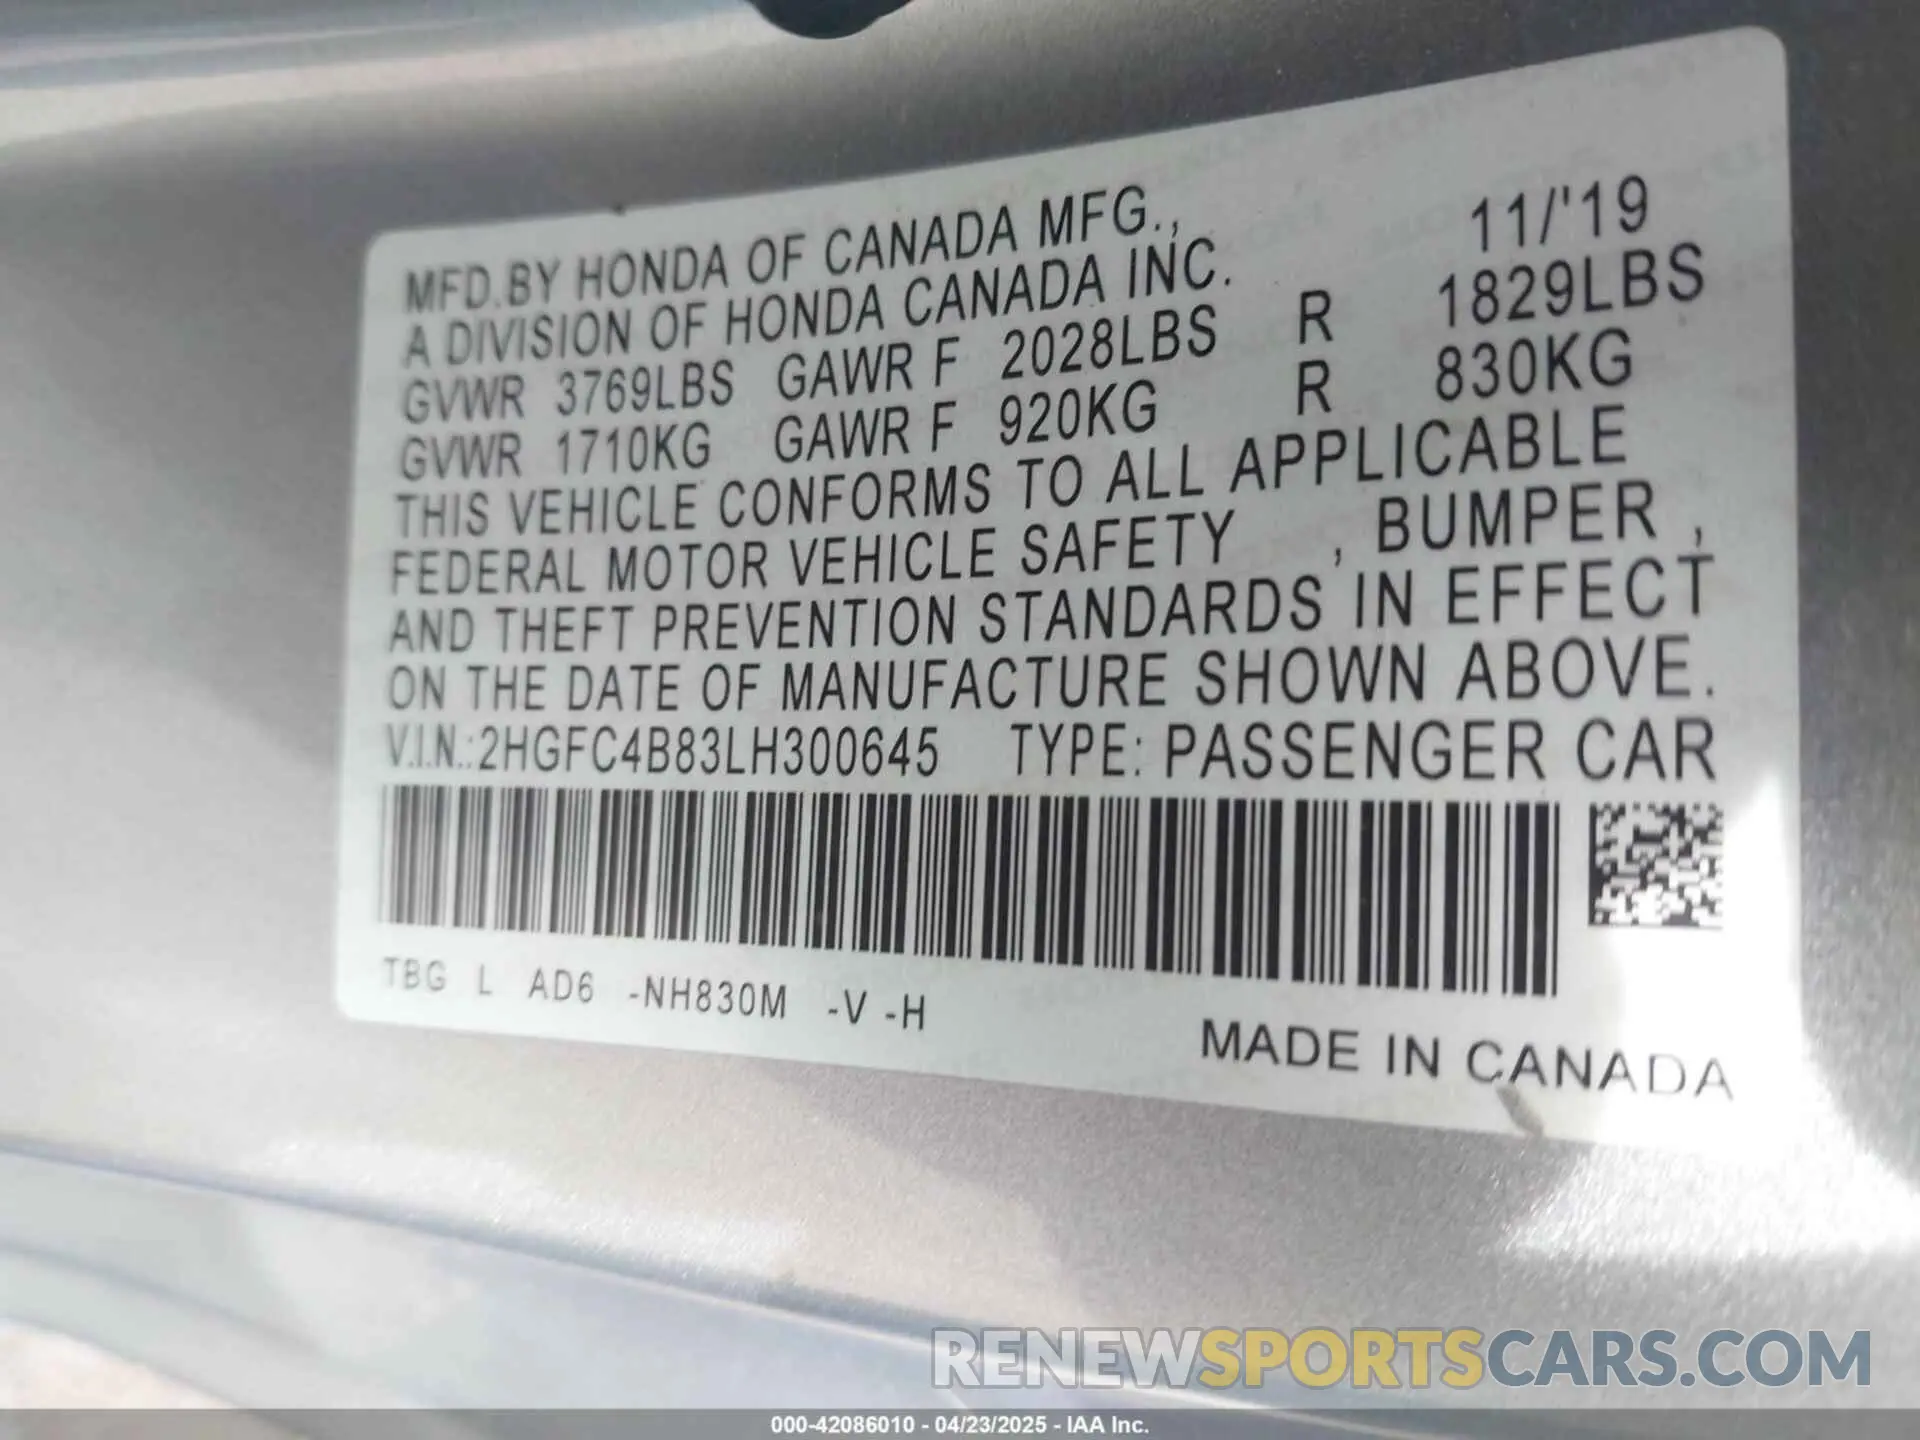 MFD.BY HONDA OF CANADA MFG., 11/'19
A DIVISION OF HONDA CANADA INC.
GVWR 3769LBS GAWR F 2028LBS R 1829LBS
GVWR 1710KG GAWR F 920KG R 830KG
THIS VEHICLE CONFORMS TO ALL APPLICABLE
FEDERAL MOTOR VEHICLE SAFETY , BUMPER ,
AND THEFT PREVENTION STANDARDS IN EFFECT
ON THE DATE OF MANUFACTURE SHOWN ABOVE.
V.I.N.:2HGFC4B83LH300645 TYPE: PASSENGER CAR
TBG L AD6 -NH830M -V -H
MADE IN CANADA
RENEWSPORTSCARS.COM
000-42086010 - 04/23/2025 - IAA Inc.